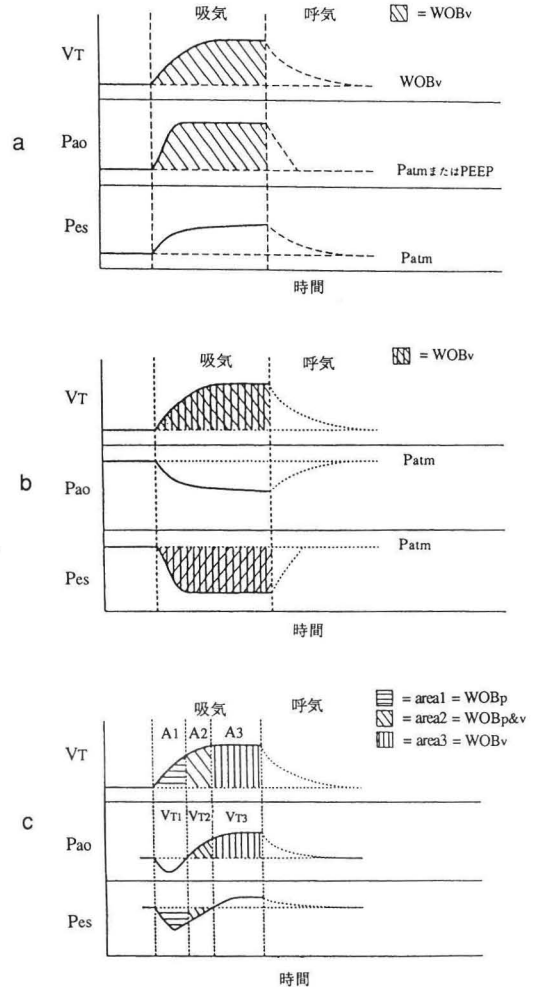 吸気 呼気 = WOBv
VT
WOBv
a
Pao
PatmまたはPEEP
Pes
Patm
時間
吸気 呼気 = WOBv
VT
Patm
b
Pao
Patm
Pes
時間
吸気 呼気 = area1 = WOBp
A1 A2 A3 = area2 = WOBp&v
VT = area3 = WOBv
c
VT1 VT2 VT3
Pao
Pes
時間